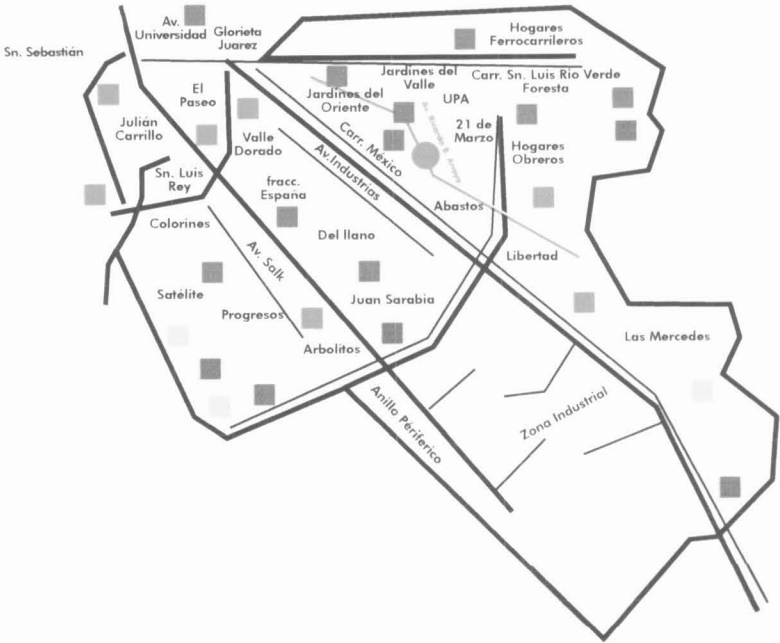 Av.
Universidad
Glorieta
Juarez
Hogares
Ferrocarrileros
Sn. Sebastián
Jardines del
Valle
Carr. Sn. Luis Rio Verde
Foresta
El
Paseo
Jardines del
Oriente
UPA
Julián
Carrillo
Valle
Dorado
Carr. México
21 de
Marzo
Hogares
Obreros
Av.Industrias
Sn. Luis
Rey
fracc.
España
Abastos
Colorines
Del llano
Libertad
Av. Salk
Satélite
Juan Sarabia
Progresos
Arbolitos
Las Mercedes
Anillo Périferico
Zona Industrial